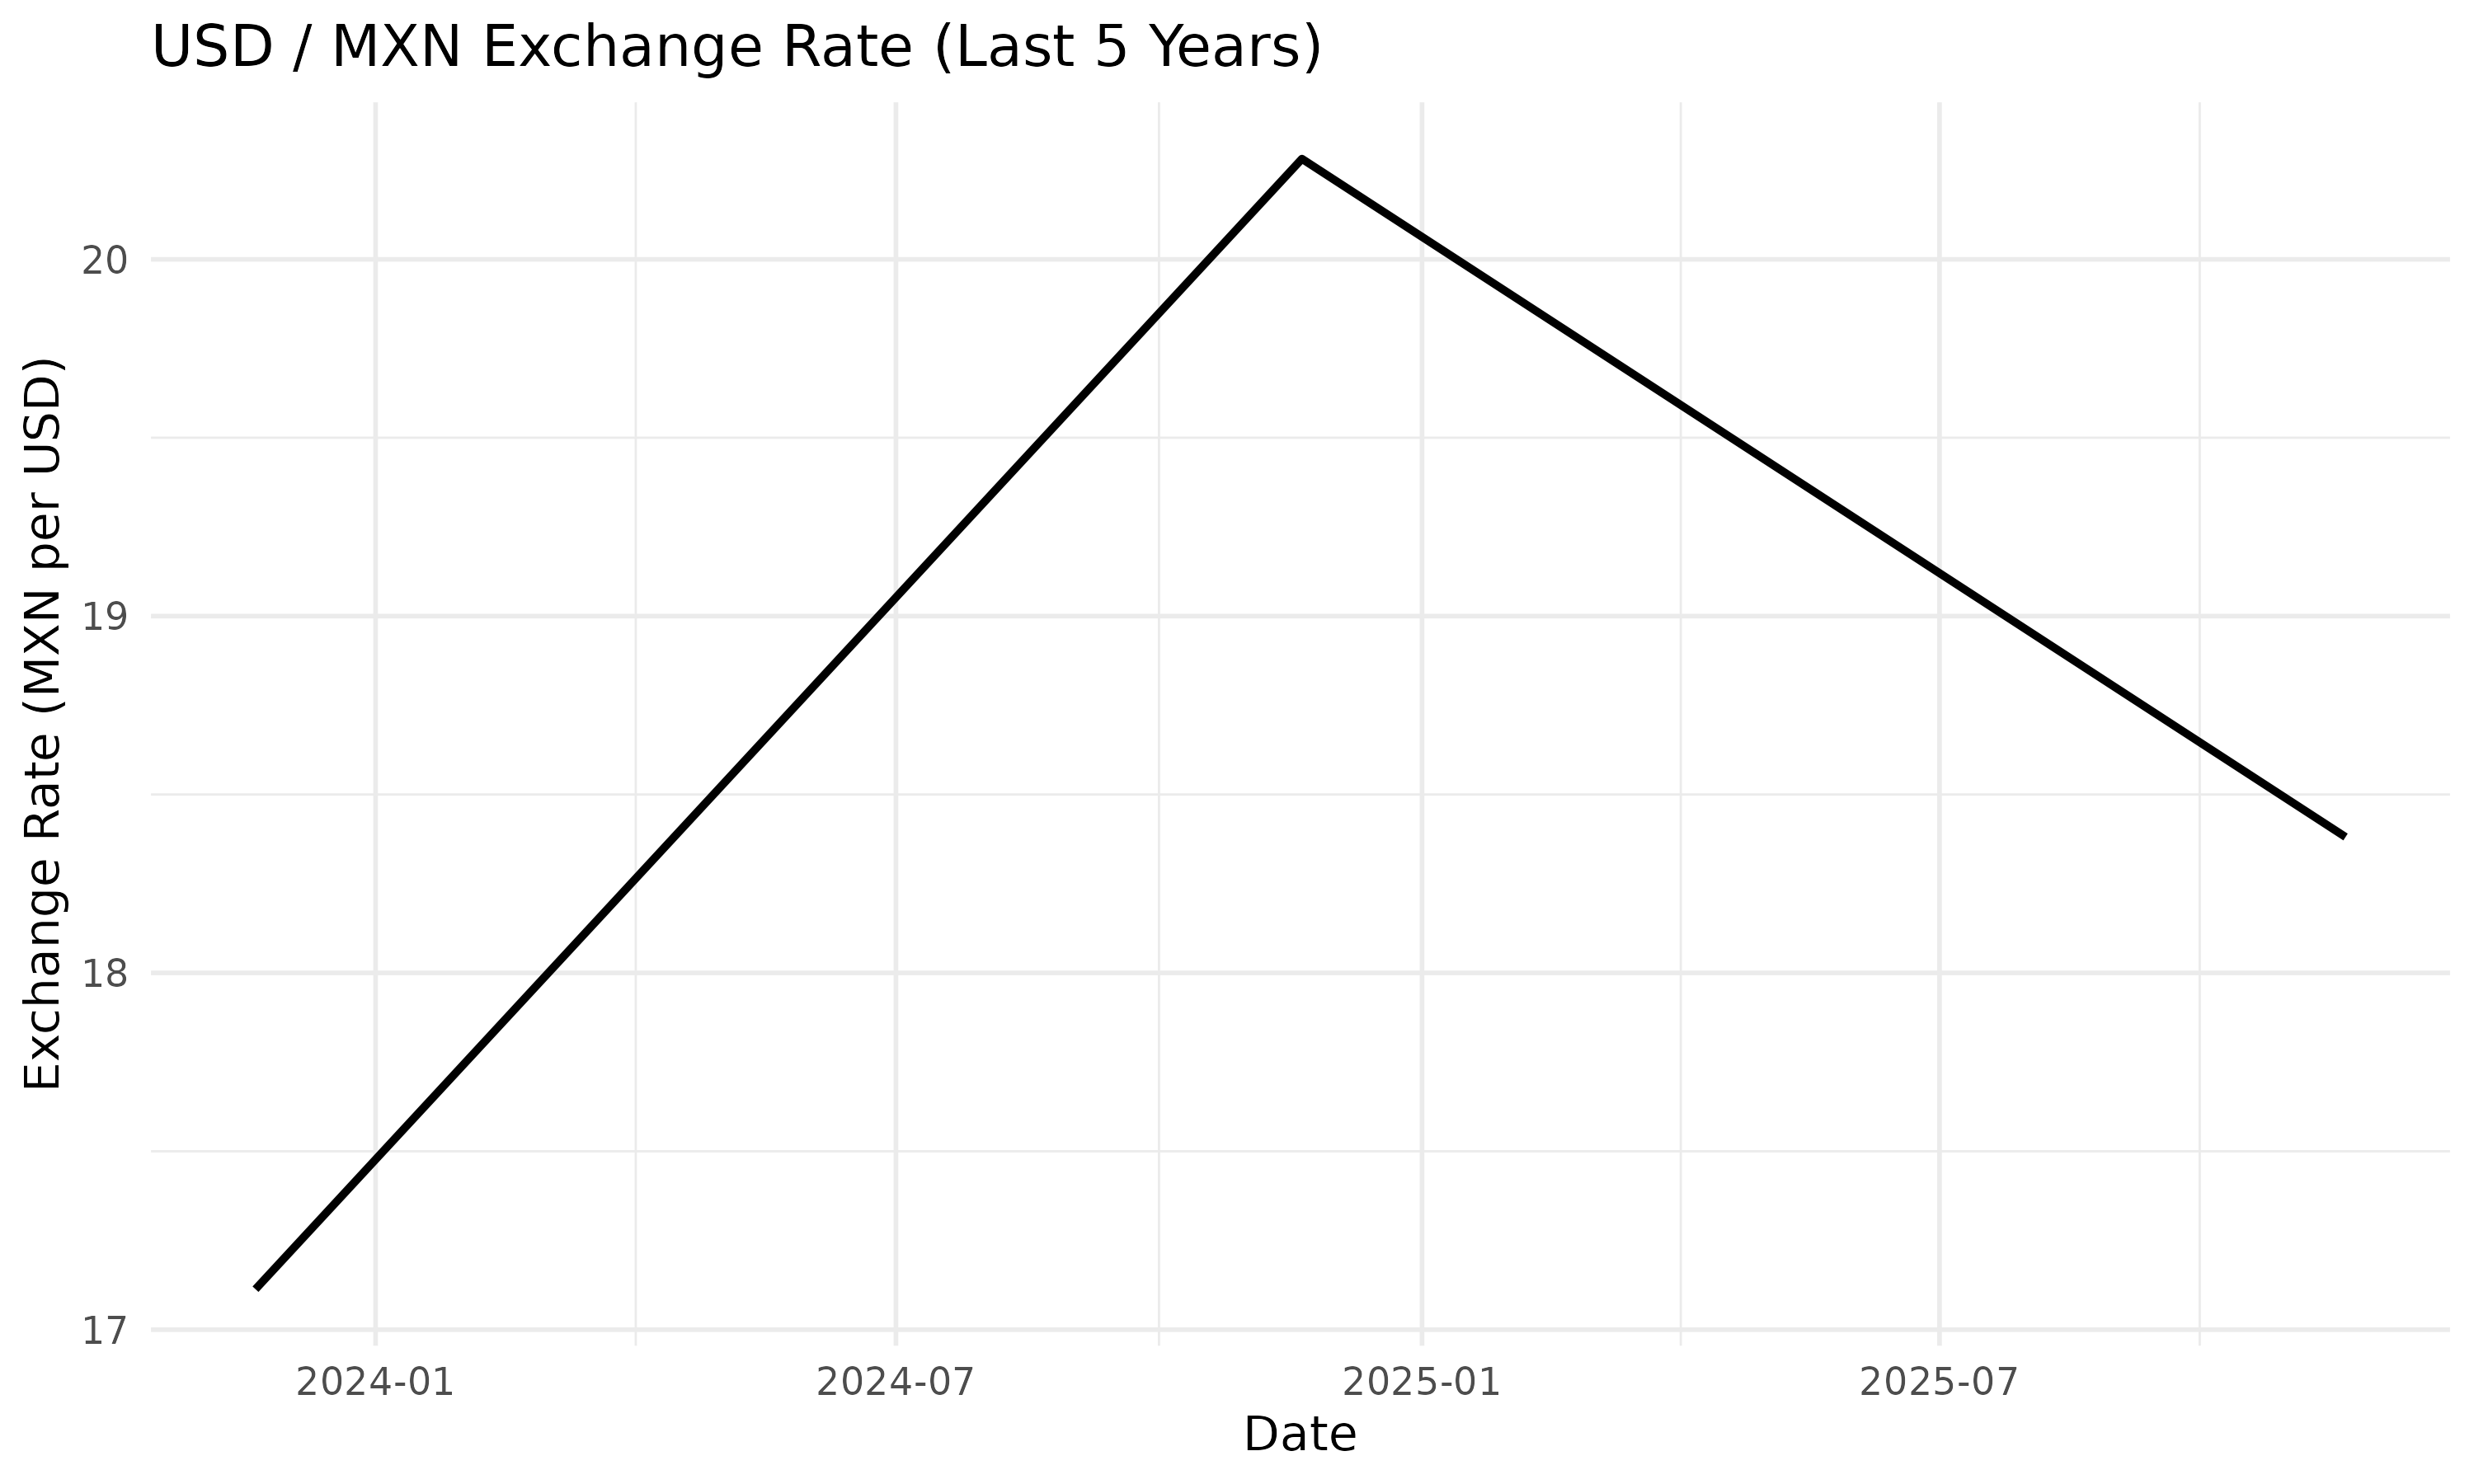 USD / MXN Exchange Rate (Last 5 Years)
Exchange Rate (MXN per USD)
20
19
18
17
2024-01
2024-07
2025-01
2025-07
Date